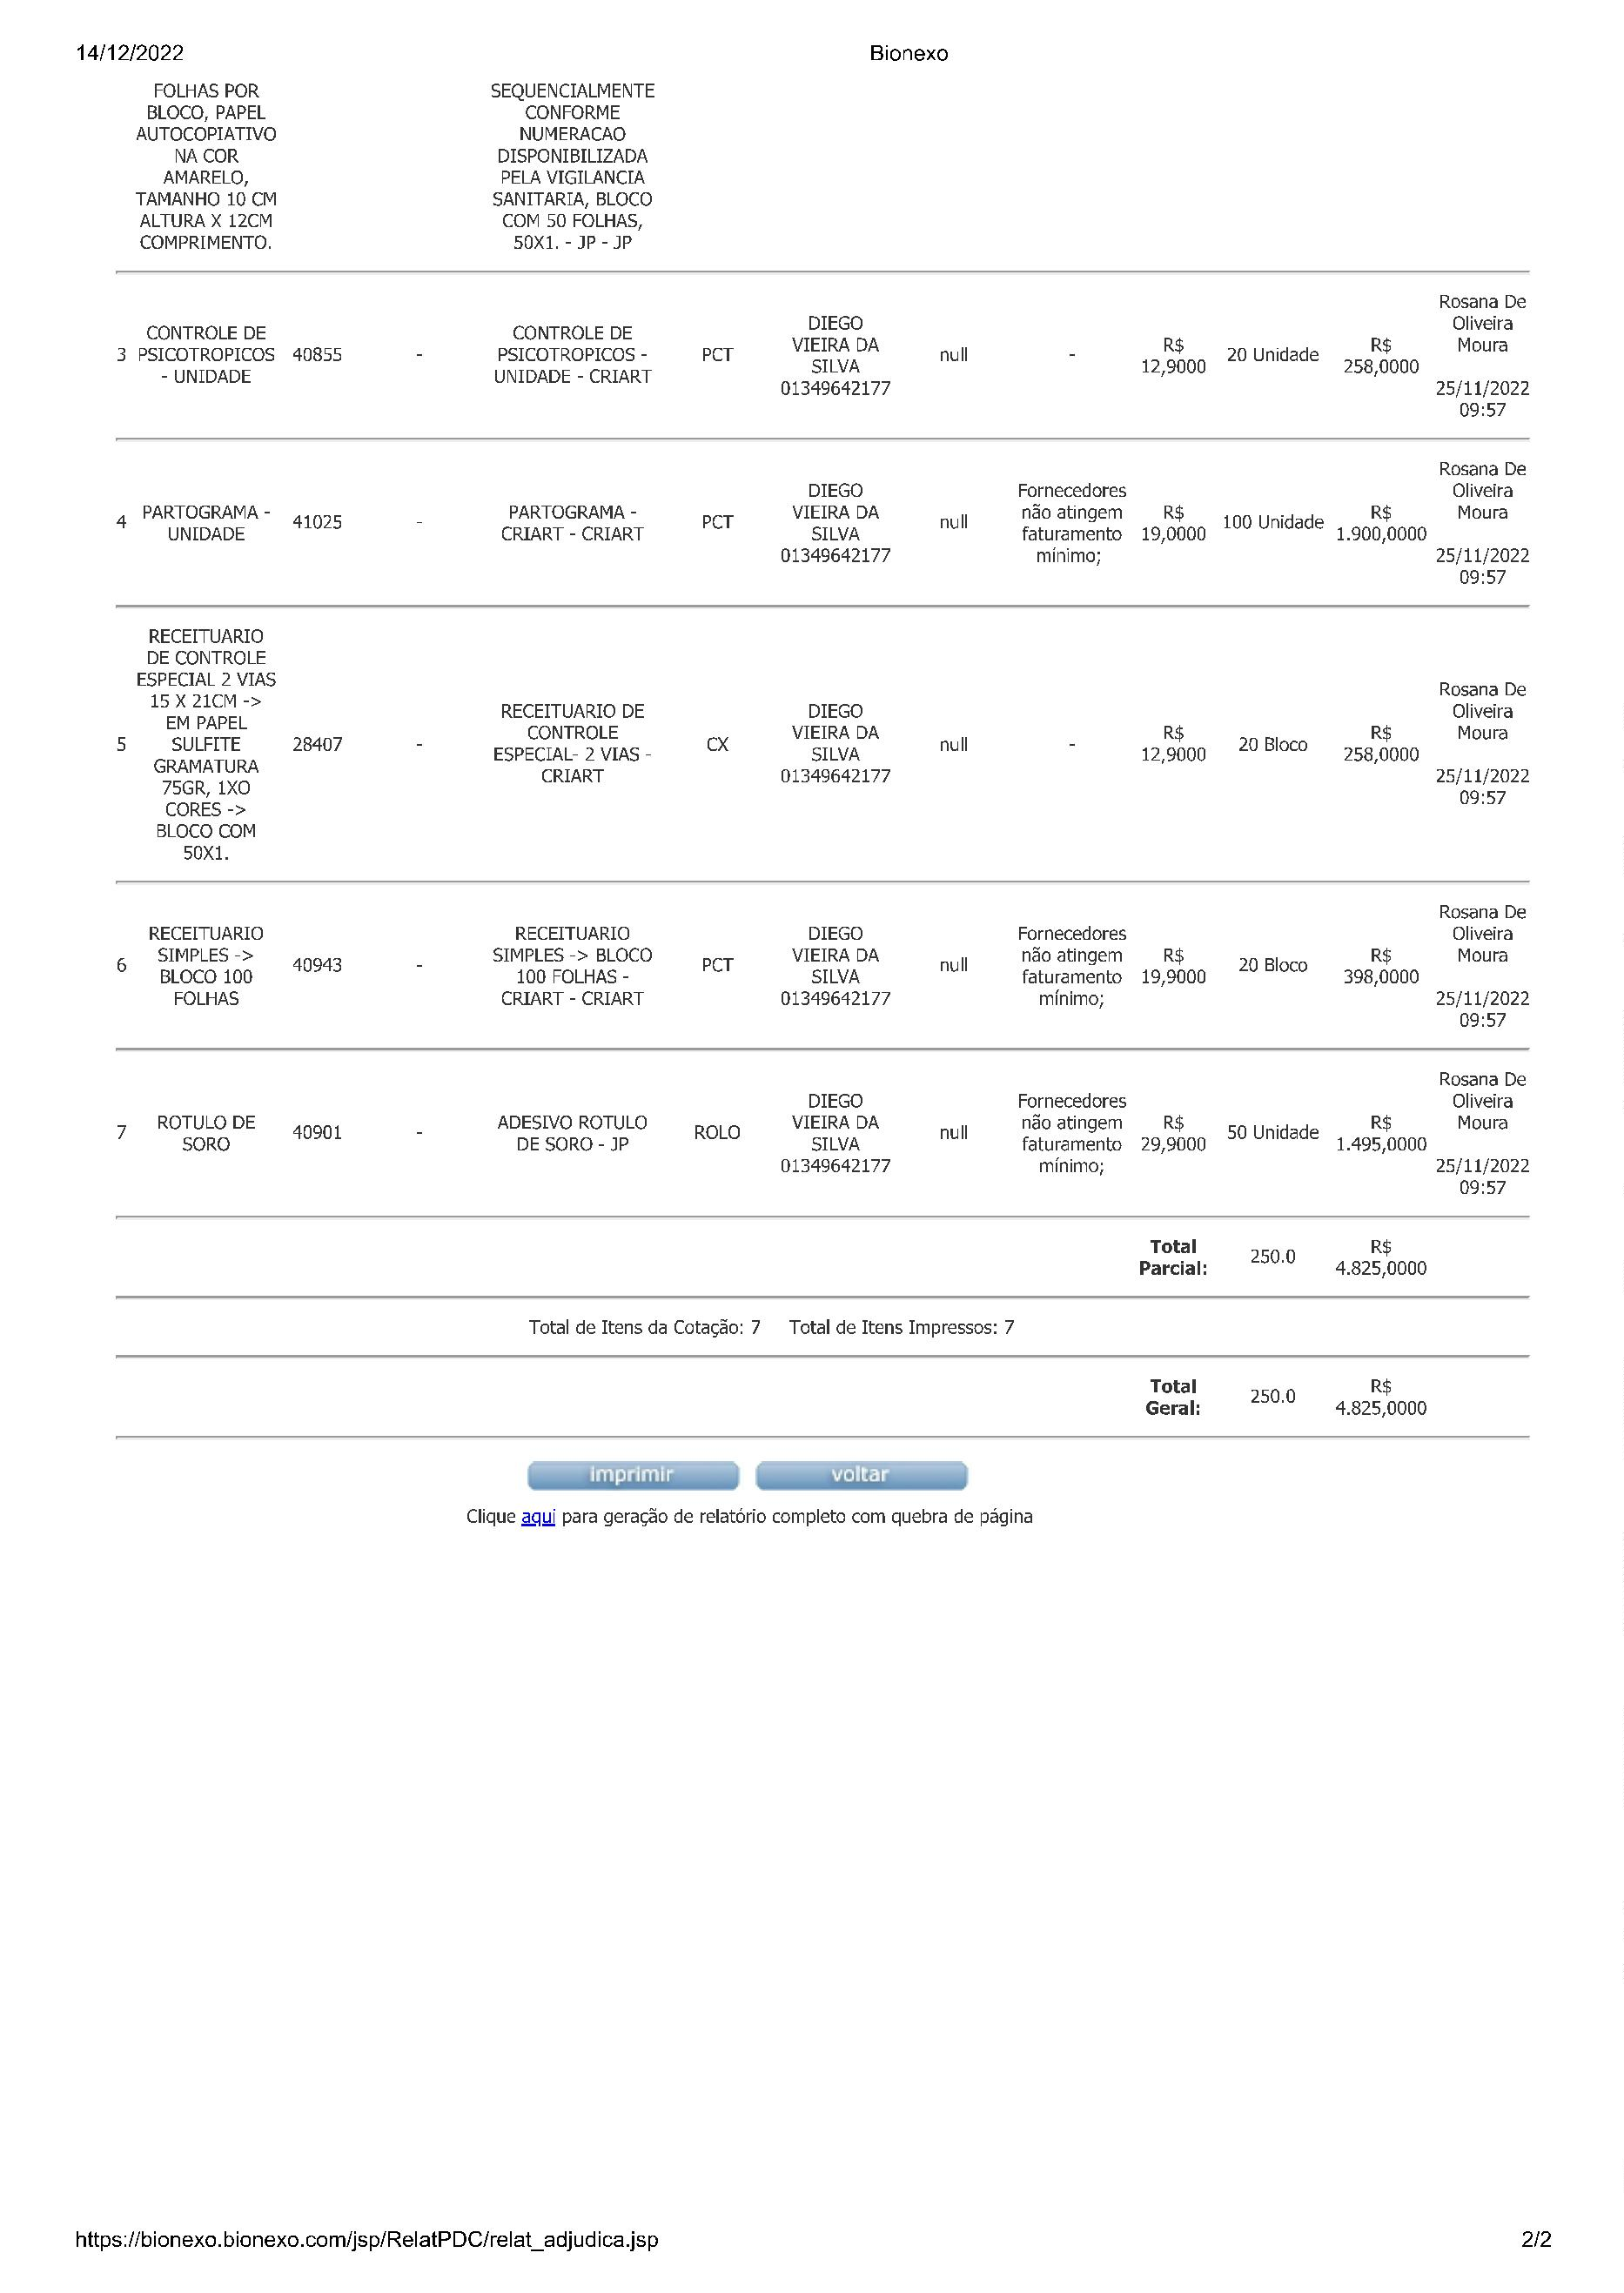 14/12/2022 Bionexo
FOLHAS POR
BLOCO, PAPEL
AUTOCOPIATIVO
NA COR
AMARELO,
TAMANHO 10 CM
ALTURA X 12CM
COMPRIMENTO.
SEQUENCIALMENTE
CONFORME
NUMERACAO
DISPONIBILIZADA
PELA VIGILANCIA
SANITARIA, BLOCO
COM 50 FOLHAS,
50X1. - JP - JP
3
CONTROLE DE
PSICOTROPICOS
- UNIDADE
40855
-
CONTROLE DE
PSICOTROPICOS -
UNIDADE - CRIART
PCT
DIEGO
VIEIRA DA
SILVA
01349642177
null
-
R$
12,9000
20 Unidade
R$
258,0000
Rosana De
Oliveira
Moura
25/11/2022
09:57
4
PARTOGRAMA -
UNIDADE
41025
-
PARTOGRAMA -
CRIART - CRIART
PCT
DIEGO
VIEIRA DA
SILVA
01349642177
null
Fornecedores
não atingem
faturamento
mínimo;
R$
19,0000
100 Unidade
R$
1.900,0000
Rosana De
Oliveira
Moura
25/11/2022
09:57
5
RECEITUARIO
DE CONTROLE
ESPECIAL 2 VIAS
15 X 21CM ->
EM PAPEL
SULFITE
GRAMATURA
75GR, 1XO
CORES ->
BLOCO COM
50X1.
28407
-
RECEITUARIO DE
CONTROLE
ESPECIAL- 2 VIAS -
CRIART
CX
DIEGO
VIEIRA DA
SILVA
01349642177
null
-
R$
12,9000
20 Bloco
R$
258,0000
Rosana De
Oliveira
Moura
25/11/2022
09:57
6
RECEITUARIO
SIMPLES ->
BLOCO 100
FOLHAS
40943
-
RECEITUARIO
SIMPLES -> BLOCO
100 FOLHAS -
CRIART - CRIART
PCT
DIEGO
VIEIRA DA
SILVA
01349642177
null
Fornecedores
não atingem
faturamento
mínimo;
R$
19,9000
20 Bloco
R$
398,0000
Rosana De
Oliveira
Moura
25/11/2022
09:57
7
ROTULO DE
SORO
40901
-
ADESIVO ROTULO
DE SORO - JP
ROLO
DIEGO
VIEIRA DA
SILVA
01349642177
null
Fornecedores
não atingem
faturamento
mínimo;
R$
29,9000
50 Unidade
R$
1.495,0000
Rosana De
Oliveira
Moura
25/11/2022
09:57
Total
Parcial:
250.0
R$
4.825,0000
Total de Itens da Cotação: 7 Total de Itens Impressos: 7
Total
Geral:
250.0
R$
4.825,0000
imprimir voltar
Clique aqui para geração de relatório completo com quebra de página
https://bionexo.bionexo.com/jsp/RelatPDC/relat_adjudica.jsp 2/2